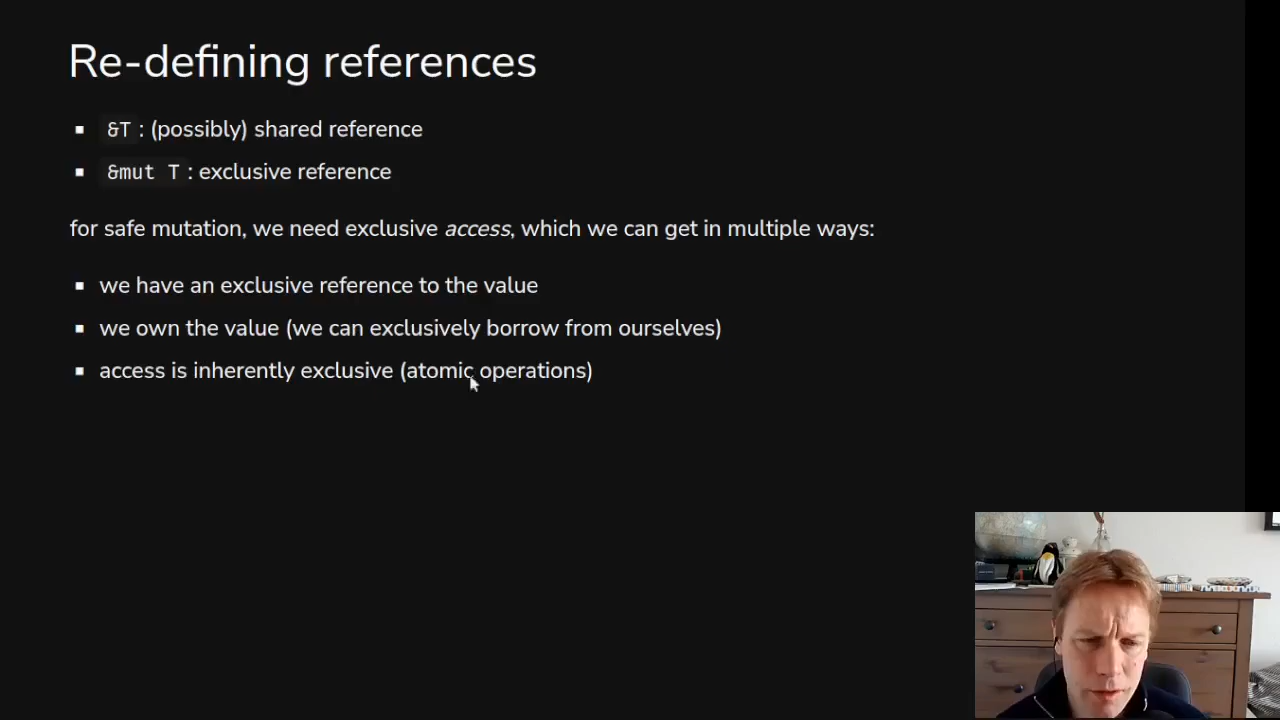 Re-defining references
▪ &T : (possibly) shared reference
▪ &mut T : exclusive reference
for safe mutation, we need exclusive access, which we can get in multiple ways:
▪ we have an exclusive reference to the value
▪ we own the value (we can exclusively borrow from ourselves)
▪ access is inherently exclusive (atomic operations)